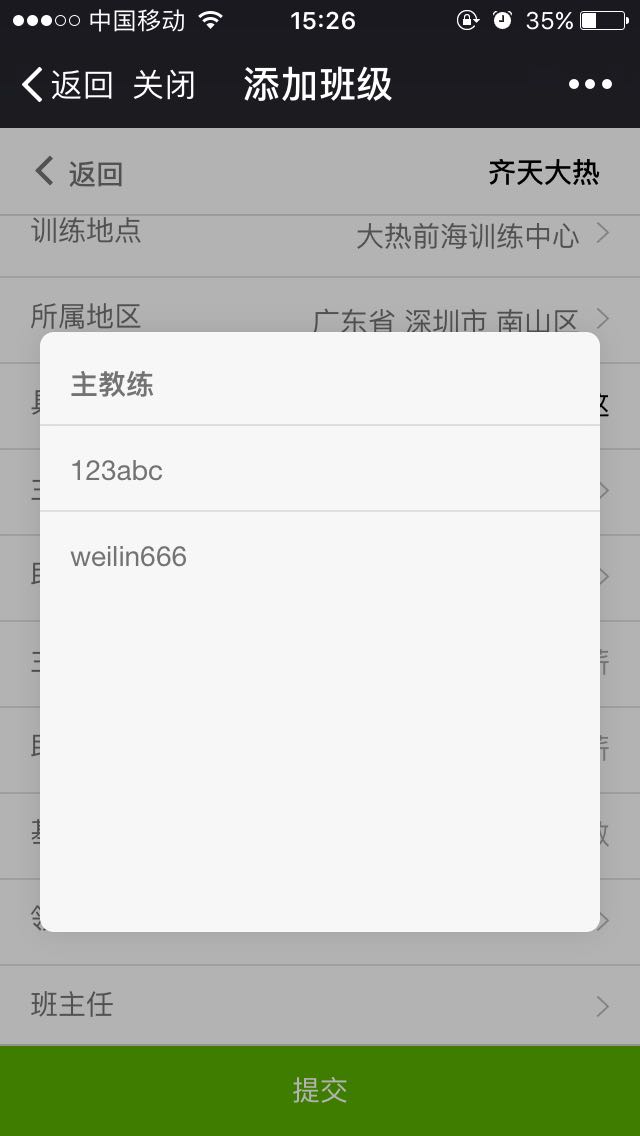 中国移动 15:26 35%
返回 关闭 添加班级
返回 齐天大热
训练地点 大热前海训练中心
所属地区 广东省 深圳市 南山区
主教练
123abc
weilin666
班主任
提交